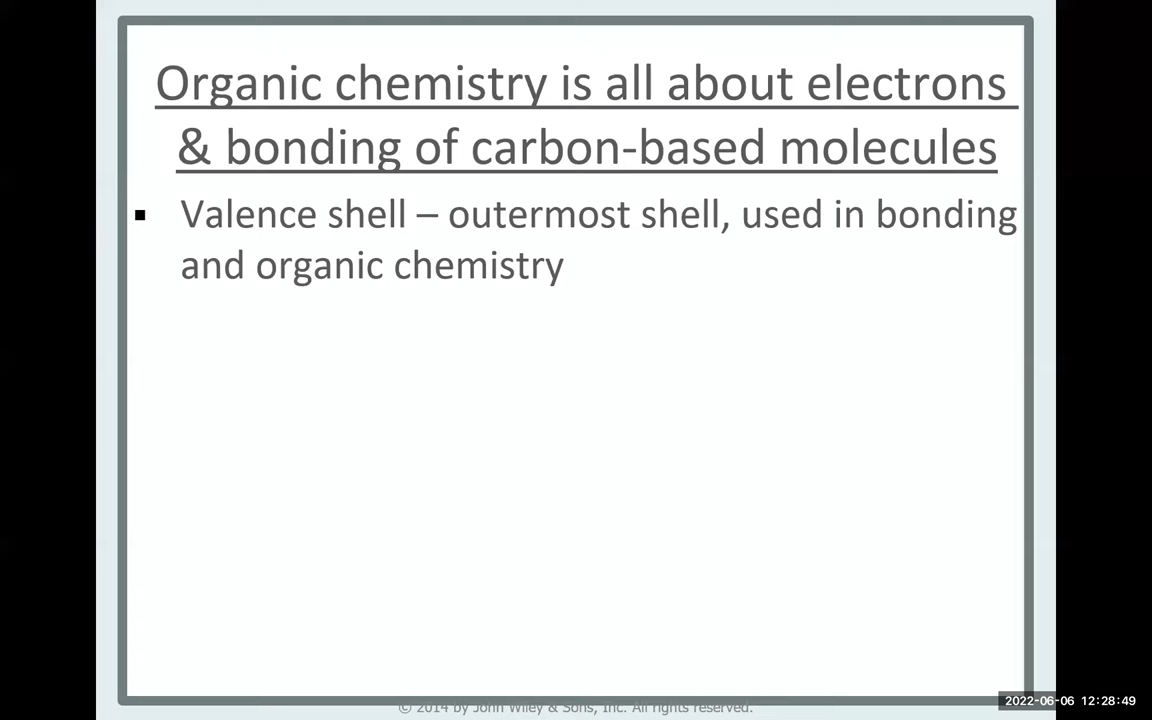 Organic chemistry is all about electrons
& bonding of carbon-based molecules
▪ Valence shell – outermost shell, used in bonding
and organic chemistry
© 2014 by John Wiley & Sons, Inc. All rights reserved.
2022-06-06 12:28:49